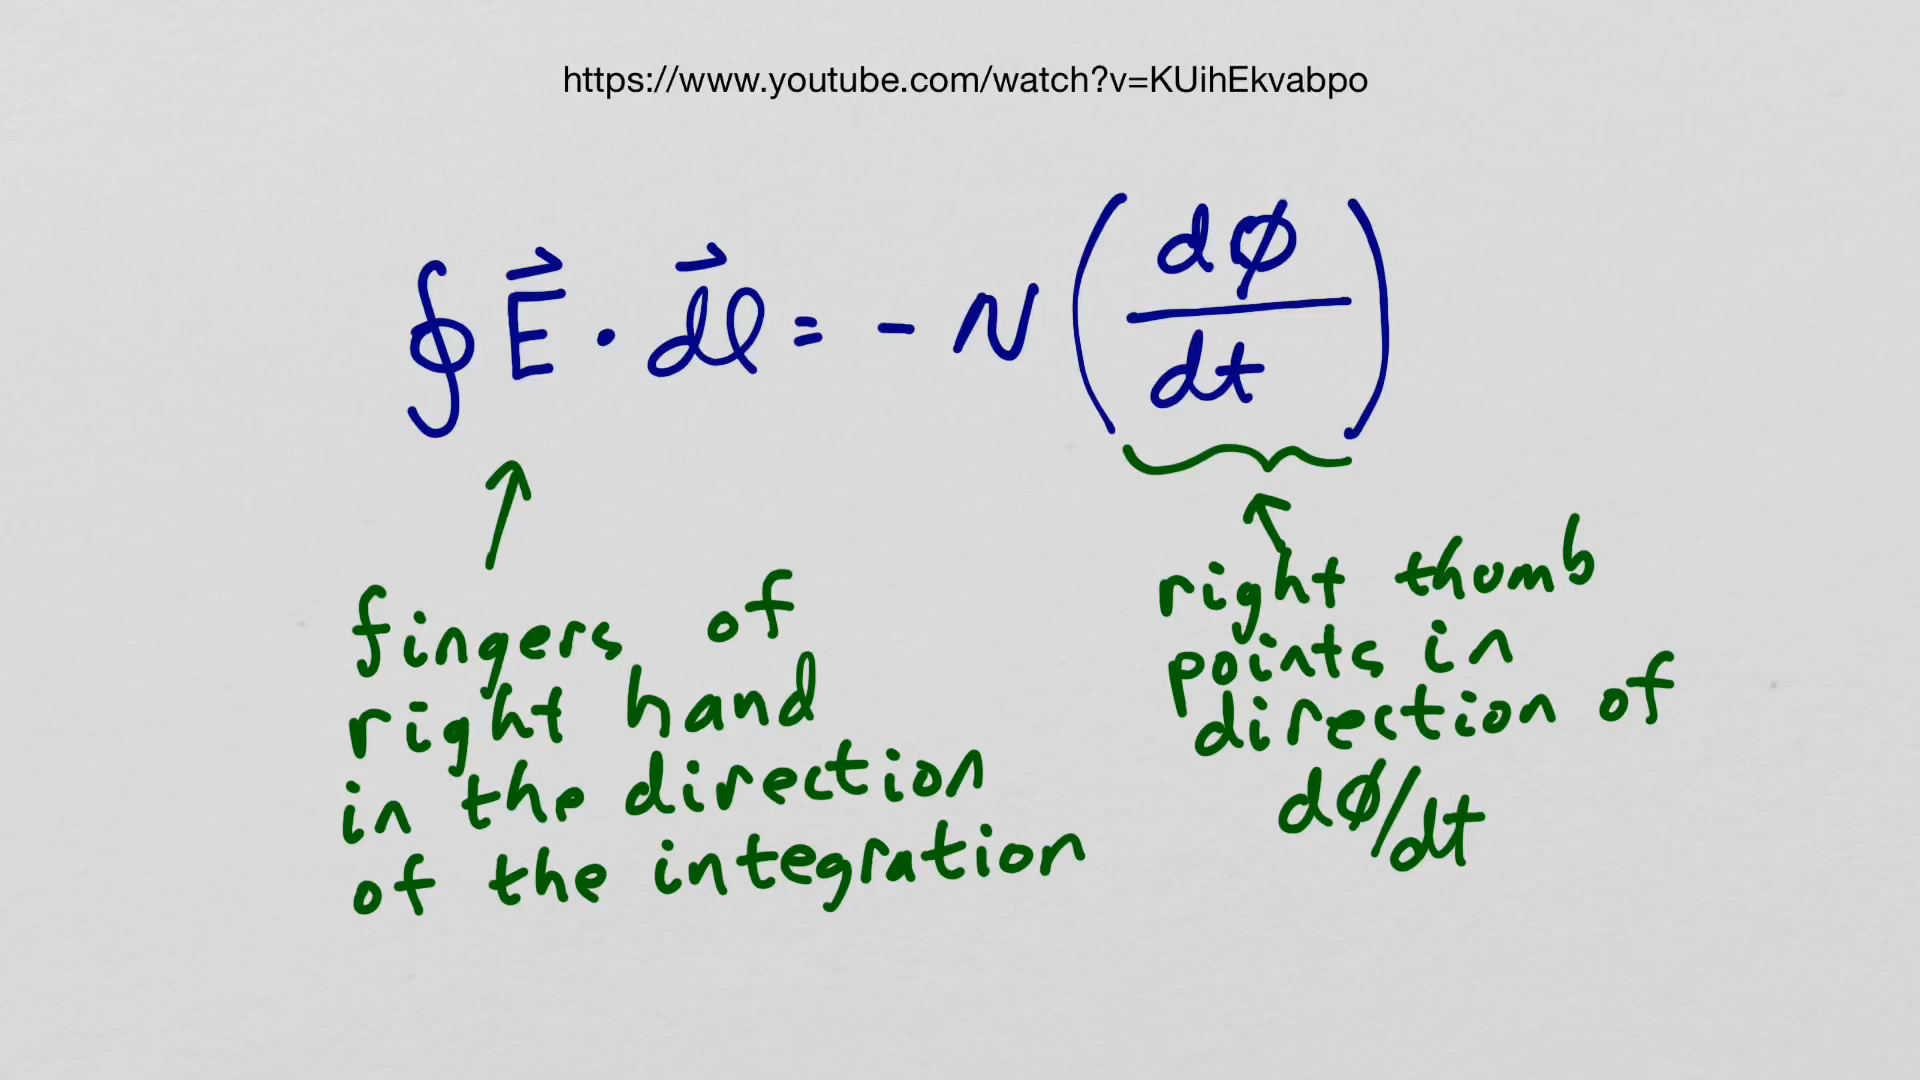 https://www.youtube.com/watch?v=KUihEkvabpo
∮ E⃗ · d⃗l = - N (dϕ/dt)
fingers of
right hand
in the direction
of the integration
right thumb
points in
direction of
dϕ/dt